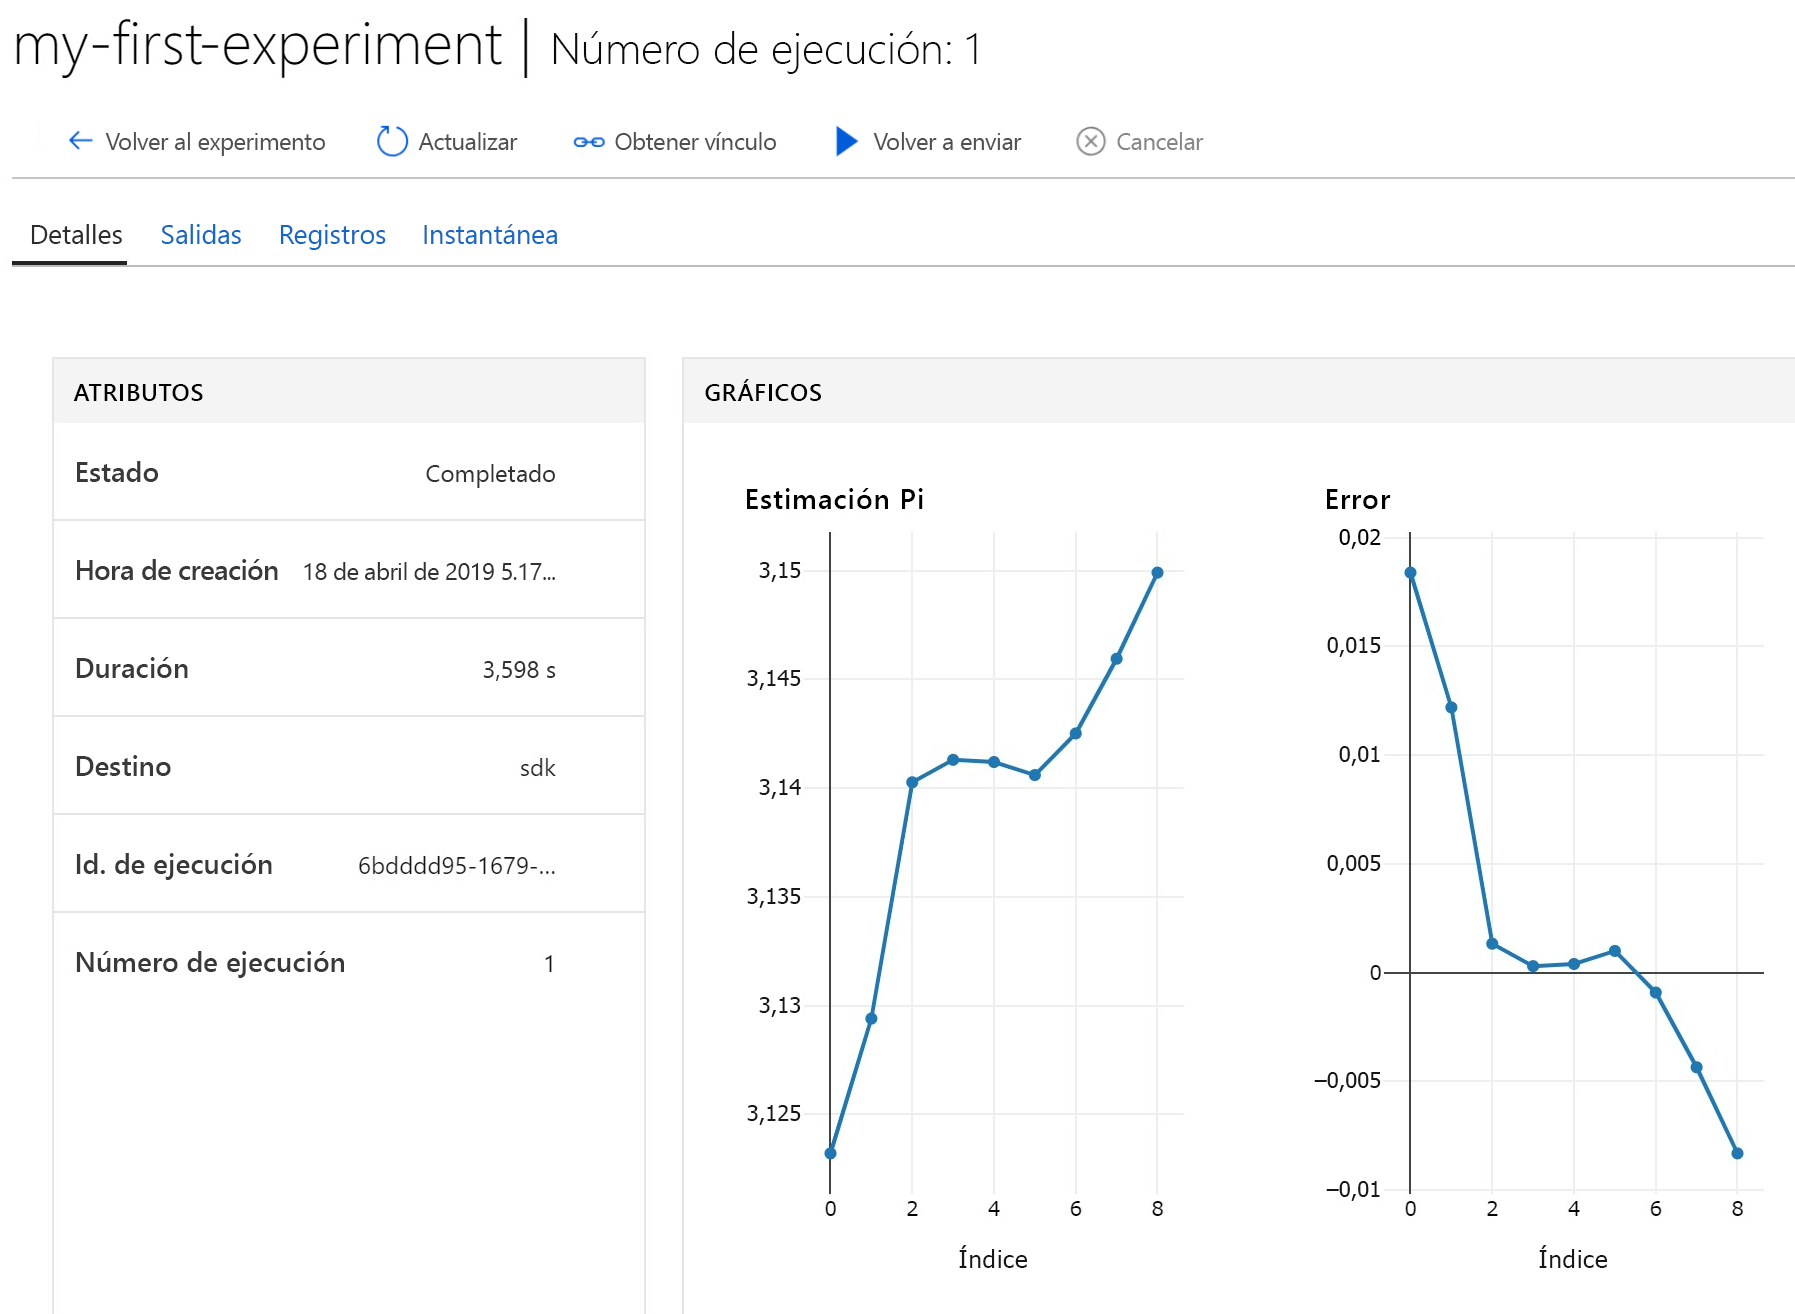 my-first-experiment | Número de ejecución: 1
Volver al experimento Actualizar Obtener vínculo Volver a enviar Cancelar
Detalles Salidas Registros Instantánea
ATRIBUTOS
Estado Completado
Hora de creación 18 de abril de 2019 5.17...
Duración 3,598 s
Destino sdk
Id. de ejecución 6bdddd95-1679-...
Número de ejecución 1
GRÁFICOS
Estimación Pi
3,15
3,145
3,14
3,135
3,13
3,125
0 2 4 6 8
Índice
Error
0,02
0,015
0,01
0,005
0
−0,005
−0,01
0 2 4 6 8
Índice